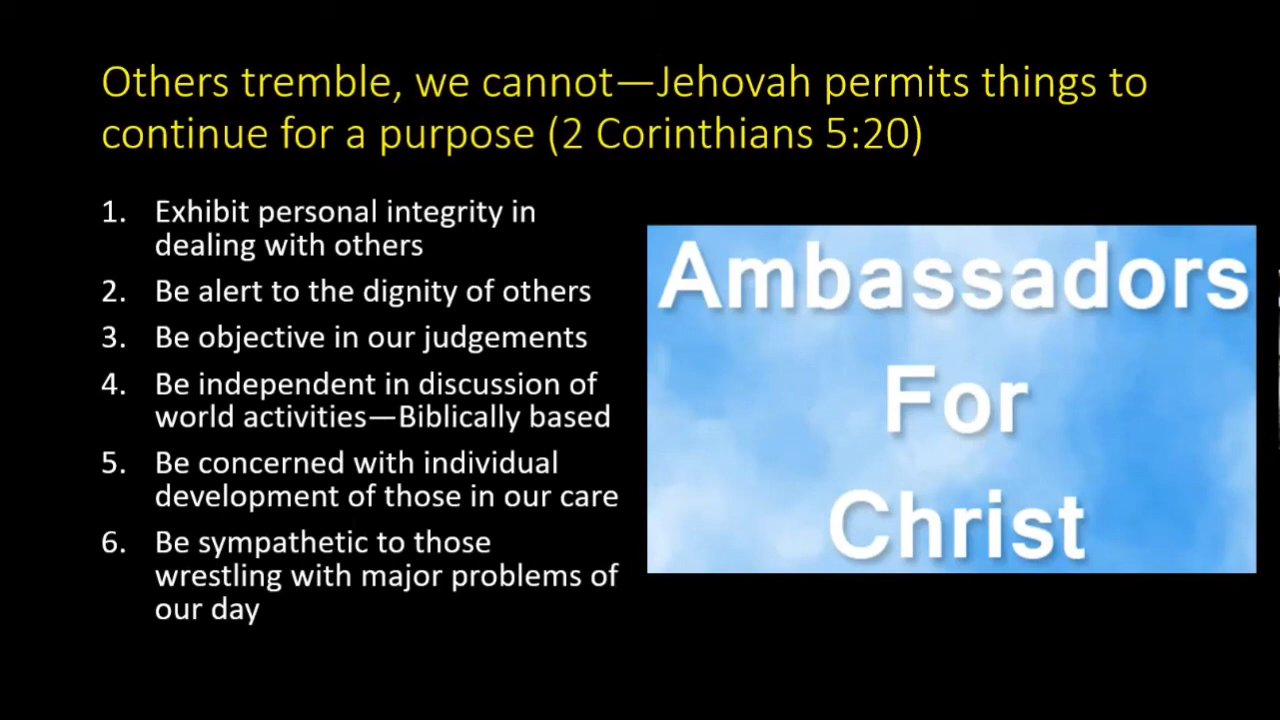 Others tremble, we cannot—Jehovah permits things to
continue for a purpose (2 Corinthians 5:20)
1. Exhibit personal integrity in
dealing with others
2. Be alert to the dignity of others
3. Be objective in our judgements
4. Be independent in discussion of
world activities—Biblically based
5. Be concerned with individual
development of those in our care
6. Be sympathetic to those
wrestling with major problems of
our day
Ambassadors
For
Christ